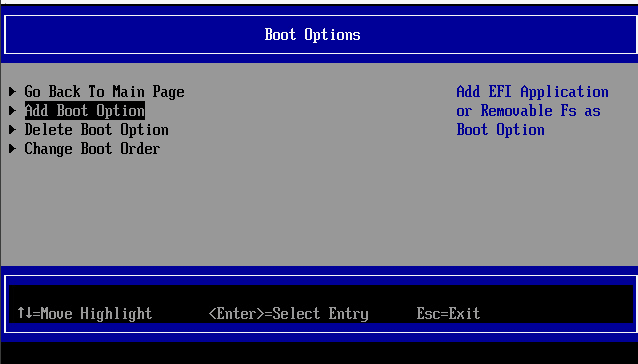 Boot Options
Go Back To Main Page
Add Boot Option
Delete Boot Option
Change Boot Order
Add EFI Application
or Removable Fs as
Boot Option
↑↓=Move Highlight <Enter>=Select Entry Esc=Exit